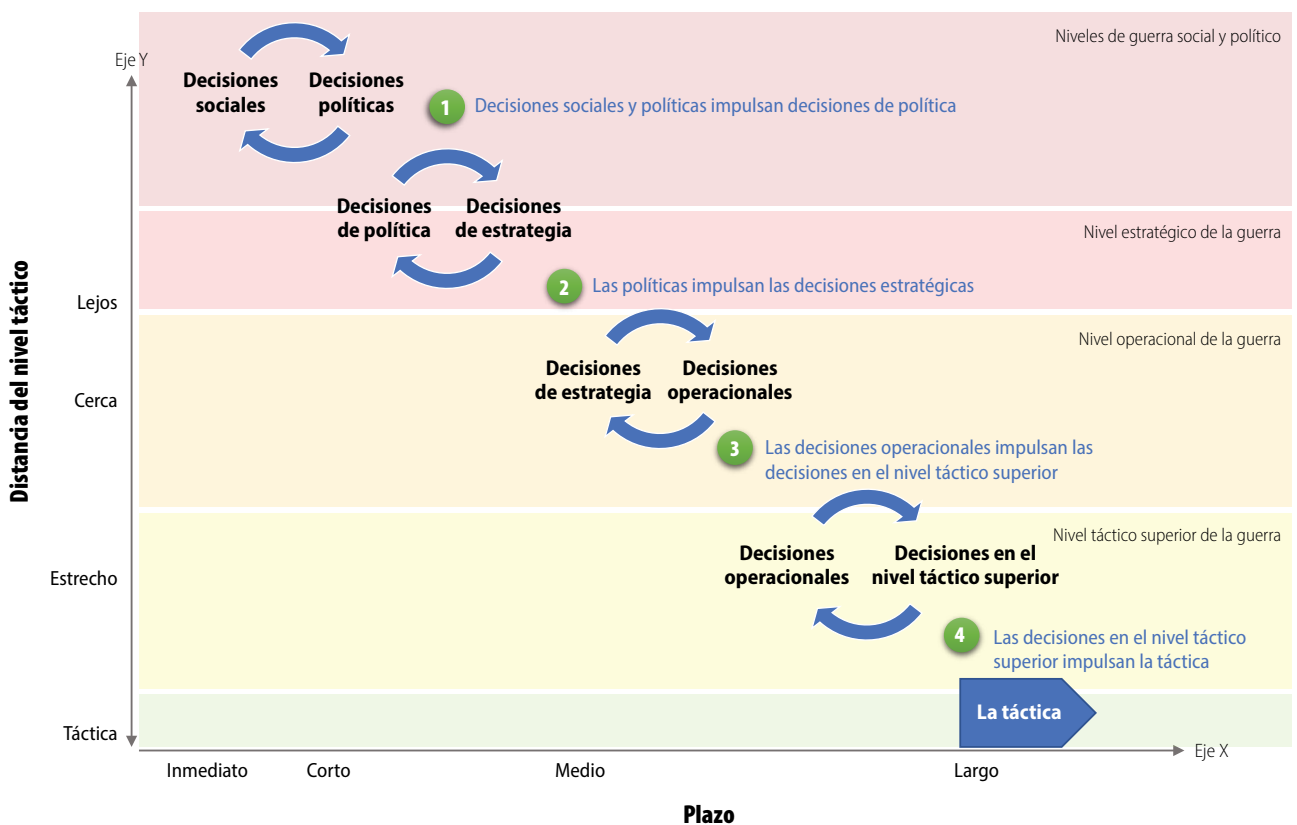 Niveles de guerra social y político
Eje Y
Decisiones
sociales
Decisiones
políticas
1
Decisiones sociales y políticas impulsan decisiones de política
Decisiones
de política
Decisiones
de estrategia
Nivel estratégico de la guerra
2
Las políticas impulsan las decisiones estratégicas
Lejos
Nivel operacional de la guerra
Decisiones
de estrategia
Decisiones
operacionales
Cerca
3
Las decisiones operacionales impulsan las
decisiones en el nivel táctico superior
Distancia del nivel táctico
Nivel táctico superior de la guerra
Decisiones
operacionales
Decisiones en el
nivel táctico superior
Estrecho
4
Las decisiones en el nivel táctico
superior impulsan la táctica
La táctica
Táctica
Eje X
Inmediato
Corto
Medio
Largo
Plazo